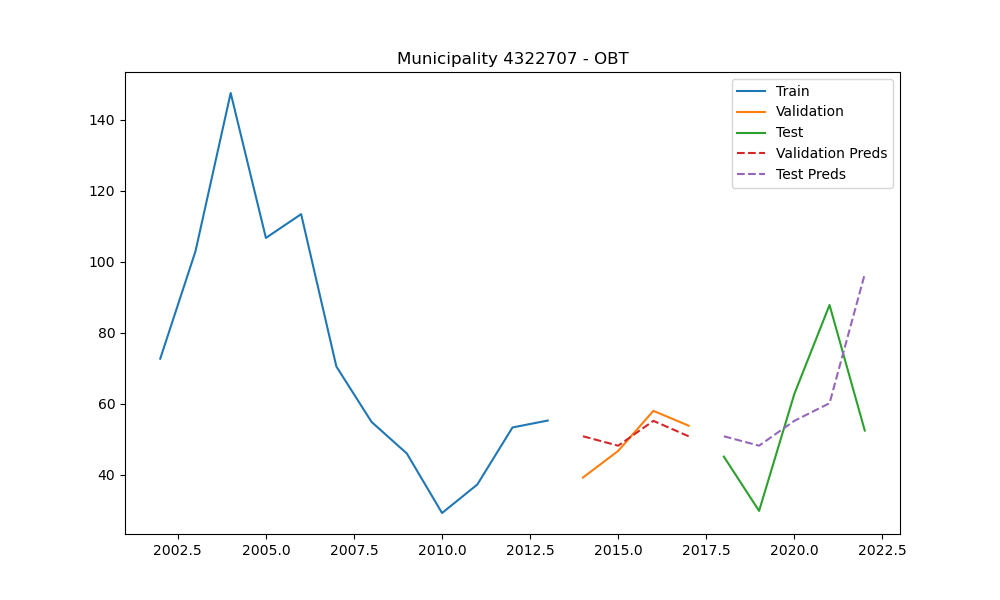 Municipality 4322707 - OBT
Train
Validation
Test
Validation Preds
Test Preds
140
120
100
80
60
40
2002.5 2005.0 2007.5 2010.0 2012.5 2015.0 2017.5 2020.0 2022.5